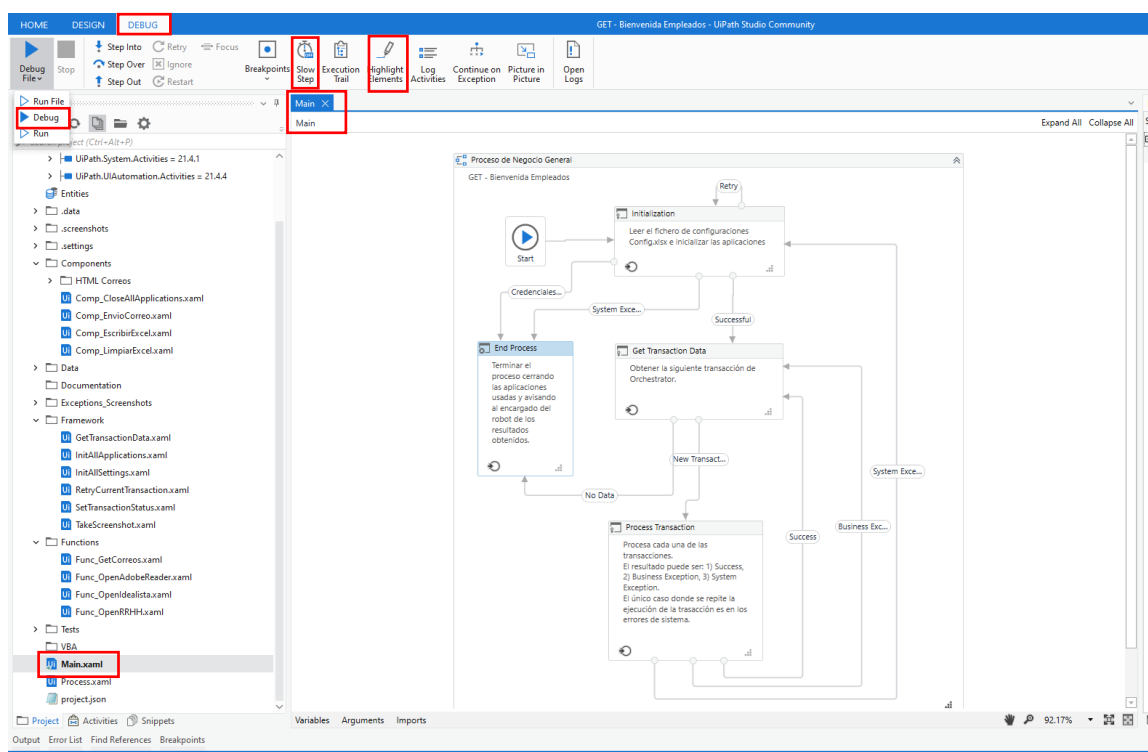 HOME DESIGN DEBUG
GET - Bienvenida Empleados - UiPath Studio Community
Debug File
Stop
Step Into
Step Over
Step Out
Retry
Ignore
Restart
Focus
Breakpoints
Slow Step
Execution Trail
Highlight Elements
Log Activities
Continue on Exception
Picture in Picture
Open Logs
Run File
Debug
Run
(Ctrl+Alt+P)
UiPath.System.Activities = 21.4.1
UiPath.UIAutomation.Activities = 21.4.4
Entities
.data
.screenshots
.settings
Components
HTML Correos
Comp_CloseAllApplications.xaml
Comp_EnvioCorreo.xaml
Comp_EscribirExcel.xaml
Comp_LimpiarExcel.xaml
Data
Documentation
Exceptions_Screenshots
Framework
GetTransactionData.xaml
InitAllApplications.xaml
InitAllSettings.xaml
RetryCurrentTransaction.xaml
SetTransactionStatus.xaml
TakeScreenshot.xaml
Functions
Func_GetCorreos.xaml
Func_OpenAdobeReader.xaml
Func_OpenIdealista.xaml
Func_OpenRRHH.xaml
Tests
VBA
Main.xaml
Process.xaml
project.json
Project Activities Snippets
Main
Main
Expand All Collapse All
Proceso de Negocio General
GET - Bienvenida Empleados
Retry
Start
Initialization
Leer el fichero de configuraciones
Config.xlsx e inicializar las aplicaciones
Credenciales...
System Exce...
Successful
End Process
Terminar el
proceso cerrando
las aplicaciones
usadas y avisando
al encargado del
robot de los
resultados
obtenidos.
Get Transaction Data
Obtener la siguiente transacción de
Orchestrator.
New Transact...
No Data
System Exce...
Business Exc...
Success
Process Transaction
Procesa cada una de las
transacciones.
El resultado puede ser: 1) Success,
2) Business Exception, 3) System
Exception.
El único caso donde se repite la
ejecución de la trasacción es en los
errores de sistema.
Variables Arguments Imports
92.17%
Output Error List Find References Breakpoints